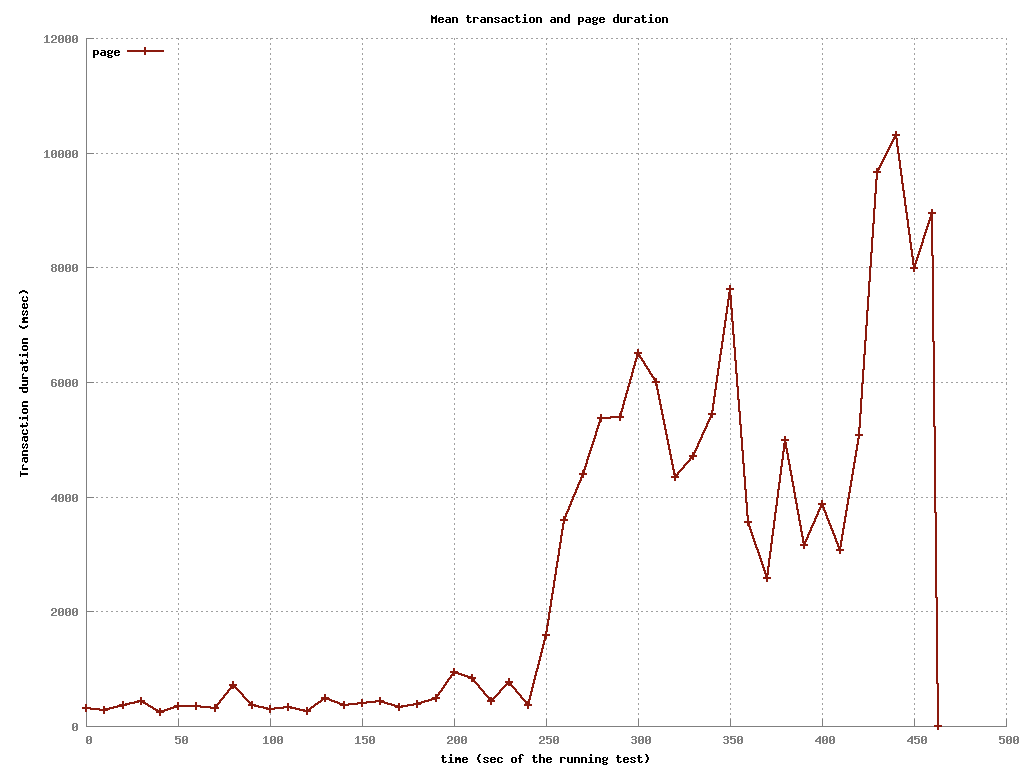 Mean transaction and page duration
page
12000
10000
8000
6000
4000
2000
0
Transaction duration (msec)
0 50 100 150 200 250 300 350 400 450 500
time (sec of the running test)